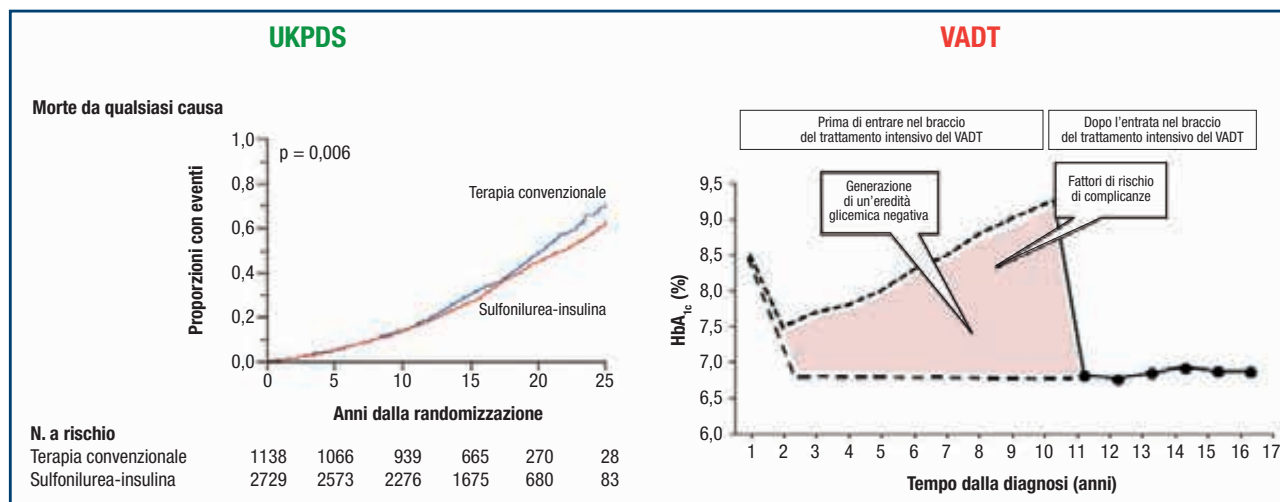 UKPDS
Morte da qualsiasi causa
Proporzioni con eventi
1,0
0,8
0,6
0,4
0,2
0,0
p = 0,006
Terapia convenzionale
Sulfonilurea-insulina
0 5 10 15 20 25
Anni dalla randomizzazione
N. a rischio
Terapia convenzionale 1138 1066 939 665 270 28
Sulfonilurea-insulina 2729 2573 2276 1675 680 83
VADT
Prima di entrare nel braccio
del trattamento intensivo del VADT
Dopo l'entrata nel braccio
del trattamento intensivo del VADT
HbA1c (%)
9,5
9,0
8,5
8,0
7,5
7,0
6,5
6,0
Generazione
di un'eredità
glicemica negativa
Fattori di rischio
di complicanze
1 2 3 4 5 6 7 8 9 10 11 12 13 14 15 16 17
Tempo dalla diagnosi (anni)